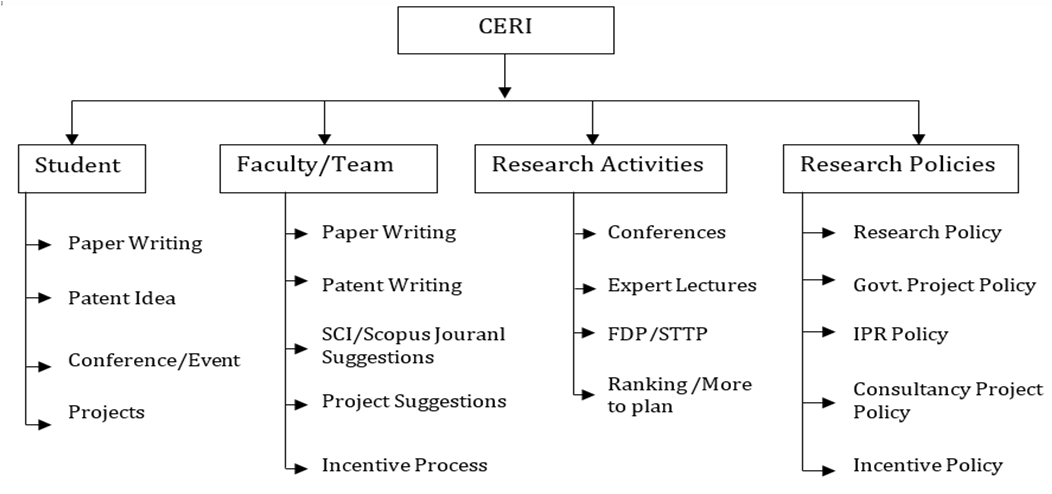 CERI
Student
Paper Writing
Patent Idea
Conference/Event
Projects
Faculty/Team
Paper Writing
Patent Writing
SCI/Scopus Jouranl
Suggestions
Project Suggestions
Incentive Process
Research Activities
Conferences
Expert Lectures
FDP/STTP
Ranking /More
to plan
Research Policies
Research Policy
Govt. Project Policy
IPR Policy
Consultancy Project
Policy
Incentive Policy